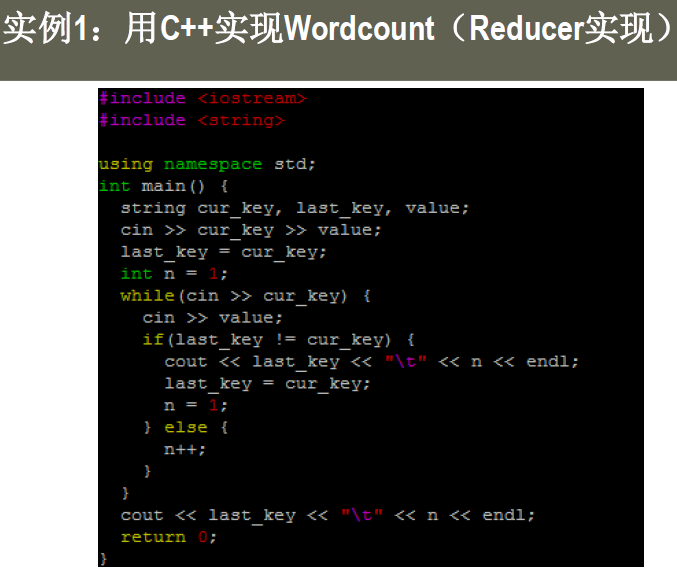 实例1：用C++实现Wordcount（Reducer实现）
#include <iostream>
#include <string>
using namespace std;
int main() {
string cur_key, last_key, value;
cin >> cur_key >> value;
last_key = cur_key;
int n = 1;
while(cin >> cur_key) {
cin >> value;
if(last_key != cur_key) {
cout << last_key << "\t" << n << endl;
last_key = cur_key;
n = 1;
} else {
n++;
}
}
cout << last_key << "\t" << n << endl;
return 0;
}